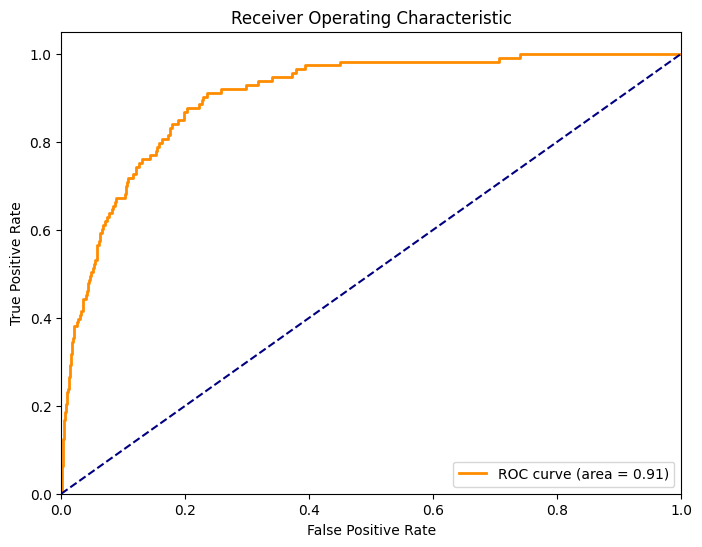 Receiver Operating Characteristic
True Positive Rate
1.0
0.8
0.6
0.4
0.2
0.0
0.0 0.2 0.4 0.6 0.8 1.0
False Positive Rate
ROC curve (area = 0.91)